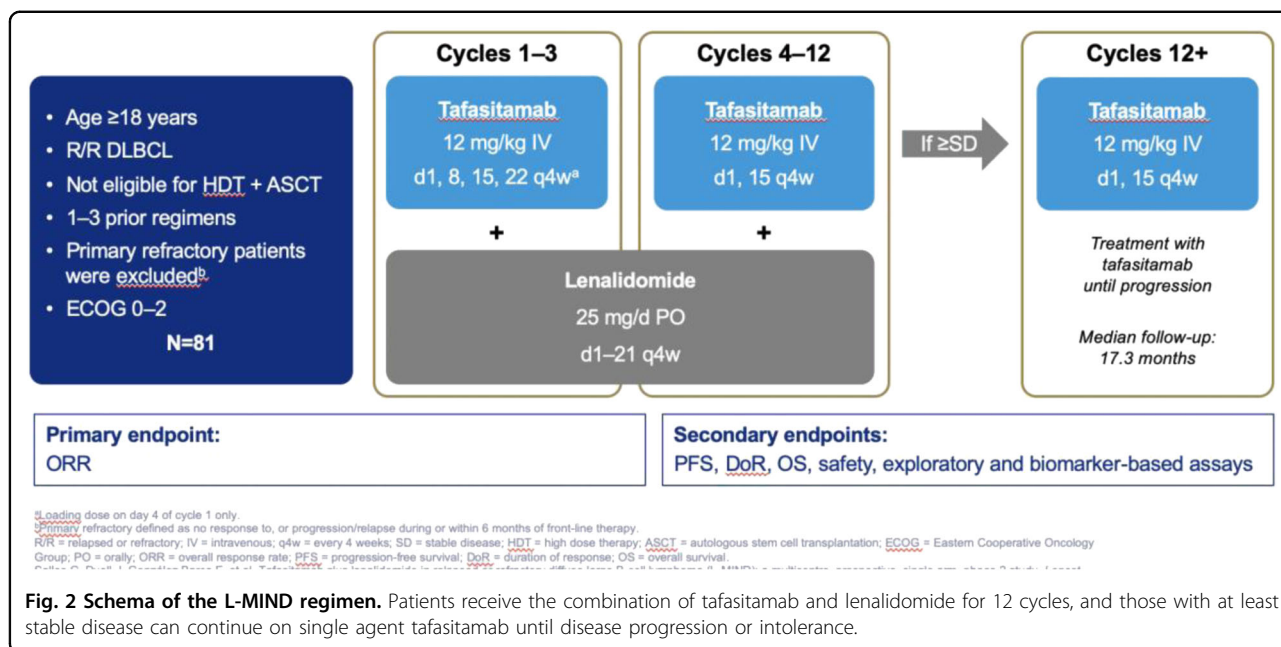 Cycles 1–3
Cycles 4–12
Cycles 12+
• Age ≥18 years
• R/R DLBCL
• Not eligible for HDT + ASCT
• 1–3 prior regimens
• Primary refractory patients
were excludedᵇ
• ECOG 0–2
N=81
Tafasitamab
12 mg/kg IV
d1, 8, 15, 22 q4wᵃ
+
Tafasitamab
12 mg/kg IV
d1, 15 q4w
+
Lenalidomide
25 mg/d PO
d1–21 q4w
If ≥SD
Tafasitamab
12 mg/kg IV
d1, 15 q4w
Treatment with
tafasitamab
until progression
Median follow-up:
17.3 months
Primary endpoint:
ORR
Secondary endpoints:
PFS, DoR, OS, safety, exploratory and biomarker-based assays
ᵃLoading dose on day 4 of cycle 1 only.
ᵇPrimary refractory defined as no response to, or progression/relapse during or within 6 months of front-line therapy.
R/R = relapsed or refractory; IV = intravenous; q4w = every 4 weeks; SD = stable disease; HDT = high dose therapy; ASCT = autologous stem cell transplantation; ECOG = Eastern Cooperative Oncology
Group; PO = orally; ORR = overall response rate; PFS = progression-free survival; DoR = duration of response; OS = overall survival.
Fig. 2 Schema of the L-MIND regimen. Patients receive the combination of tafasitamab and lenalidomide for 12 cycles, and those with at least
stable disease can continue on single agent tafasitamab until disease progression or intolerance.